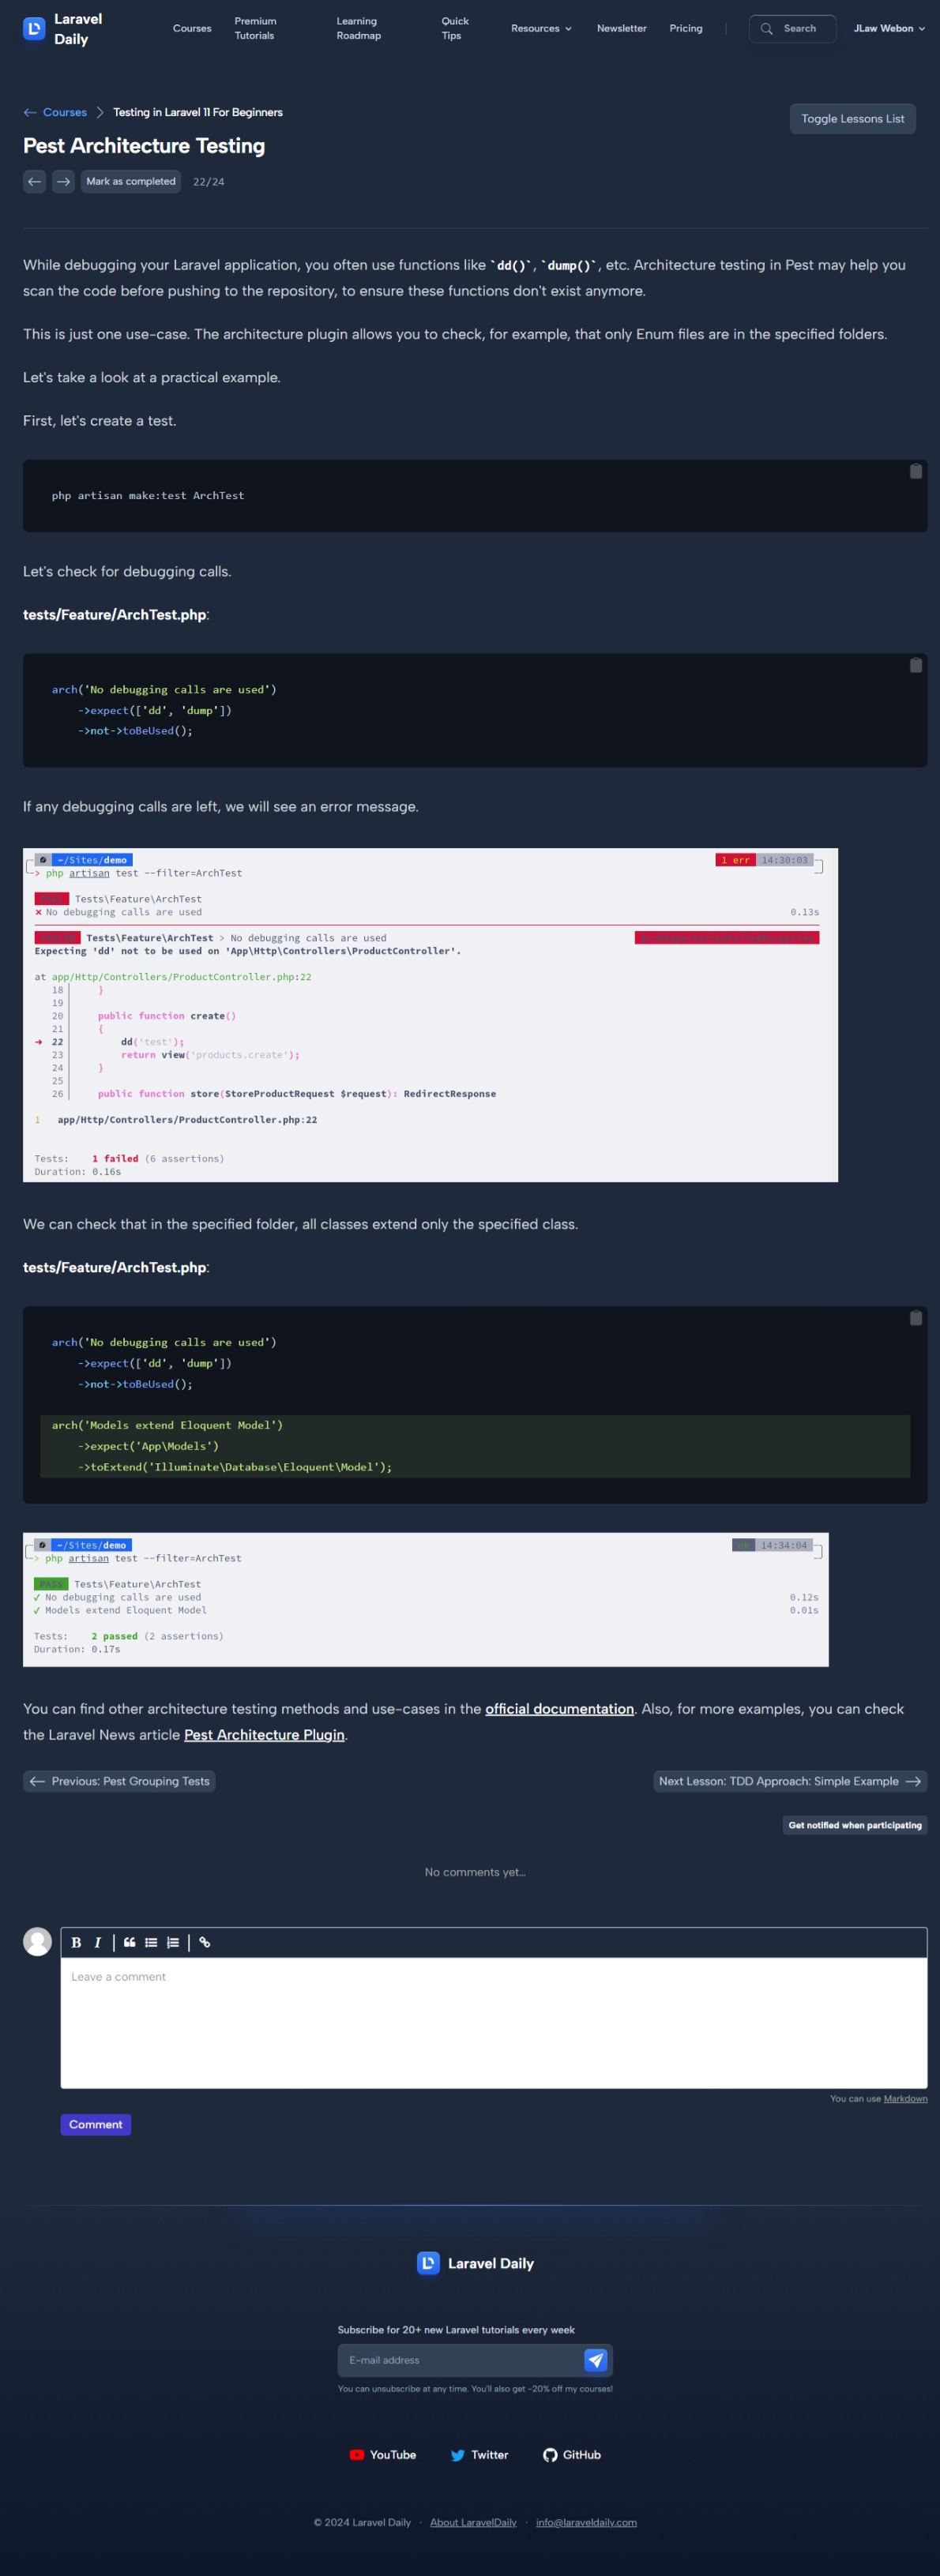 Laravel
Daily
Courses
Premium
Tutorials
Learning
Roadmap
Quick
Tips
Resources
Newsletter
Pricing
Search
JLaw Webon
Courses
Testing in Laravel 11 For Beginners
Toggle Lessons List
Pest Architecture Testing
Mark as completed
22/24
While debugging your Laravel application, you often use functions like `dd()`, `dump()`, etc. Architecture testing in Pest may help you
scan the code before pushing to the repository, to ensure these functions don't exist anymore.
This is just one use-case. The architecture plugin allows you to check, for example, that only Enum files are in the specified folders.
Let's take a look at a practical example.
First, let's create a test.
php artisan make:test ArchTest
Let's check for debugging calls.
tests/Feature/ArchTest.php:
arch('No debugging calls are used')
->expect(['dd', 'dump'])
->not->toBeUsed();
If any debugging calls are left, we will see an error message.
~/Sites/demo
1 err 14:30:03
> php artisan test --filter=ArchTest
Tests\Feature\ArchTest
× No debugging calls are used 0.13s
Tests\Feature\ArchTest > No debugging calls are used
Expecting 'dd' not to be used on 'App\Http\Controllers\ProductController'.
at app/Http/Controllers/ProductController.php:22
18 }
19
20 public function create()
21 {
→ 22 dd('test');
23 return view('products.create');
24 }
25
26 public function store(StoreProductRequest $request): RedirectResponse
1 app/Http/Controllers/ProductController.php:22
Tests: 1 failed (6 assertions)
Duration: 0.16s
We can check that in the specified folder, all classes extend only the specified class.
tests/Feature/ArchTest.php:
arch('No debugging calls are used')
->expect(['dd', 'dump'])
->not->toBeUsed();
arch('Models extend Eloquent Model')
->expect('App\Models')
->toExtend('Illuminate\Database\Eloquent\Model');
~/Sites/demo
ok 14:34:04
> php artisan test --filter=ArchTest
PASS Tests\Feature\ArchTest
✓ No debugging calls are used 0.12s
✓ Models extend Eloquent Model 0.01s
Tests: 2 passed (2 assertions)
Duration: 0.17s
You can find other architecture testing methods and use-cases in the official documentation. Also, for more examples, you can check
the Laravel News article Pest Architecture Plugin.
Previous: Pest Grouping Tests
Next Lesson: TDD Approach: Simple Example
Get notified when participating
No comments yet…
B I
Leave a comment
You can use Markdown
Comment
Laravel Daily
Subscribe for 20+ new Laravel tutorials every week
E-mail address
You can unsubscribe at any time. You'll also get -20% off my courses!
YouTube
Twitter
GitHub
© 2024 Laravel Daily · About LaravelDaily · info@laraveldaily.com